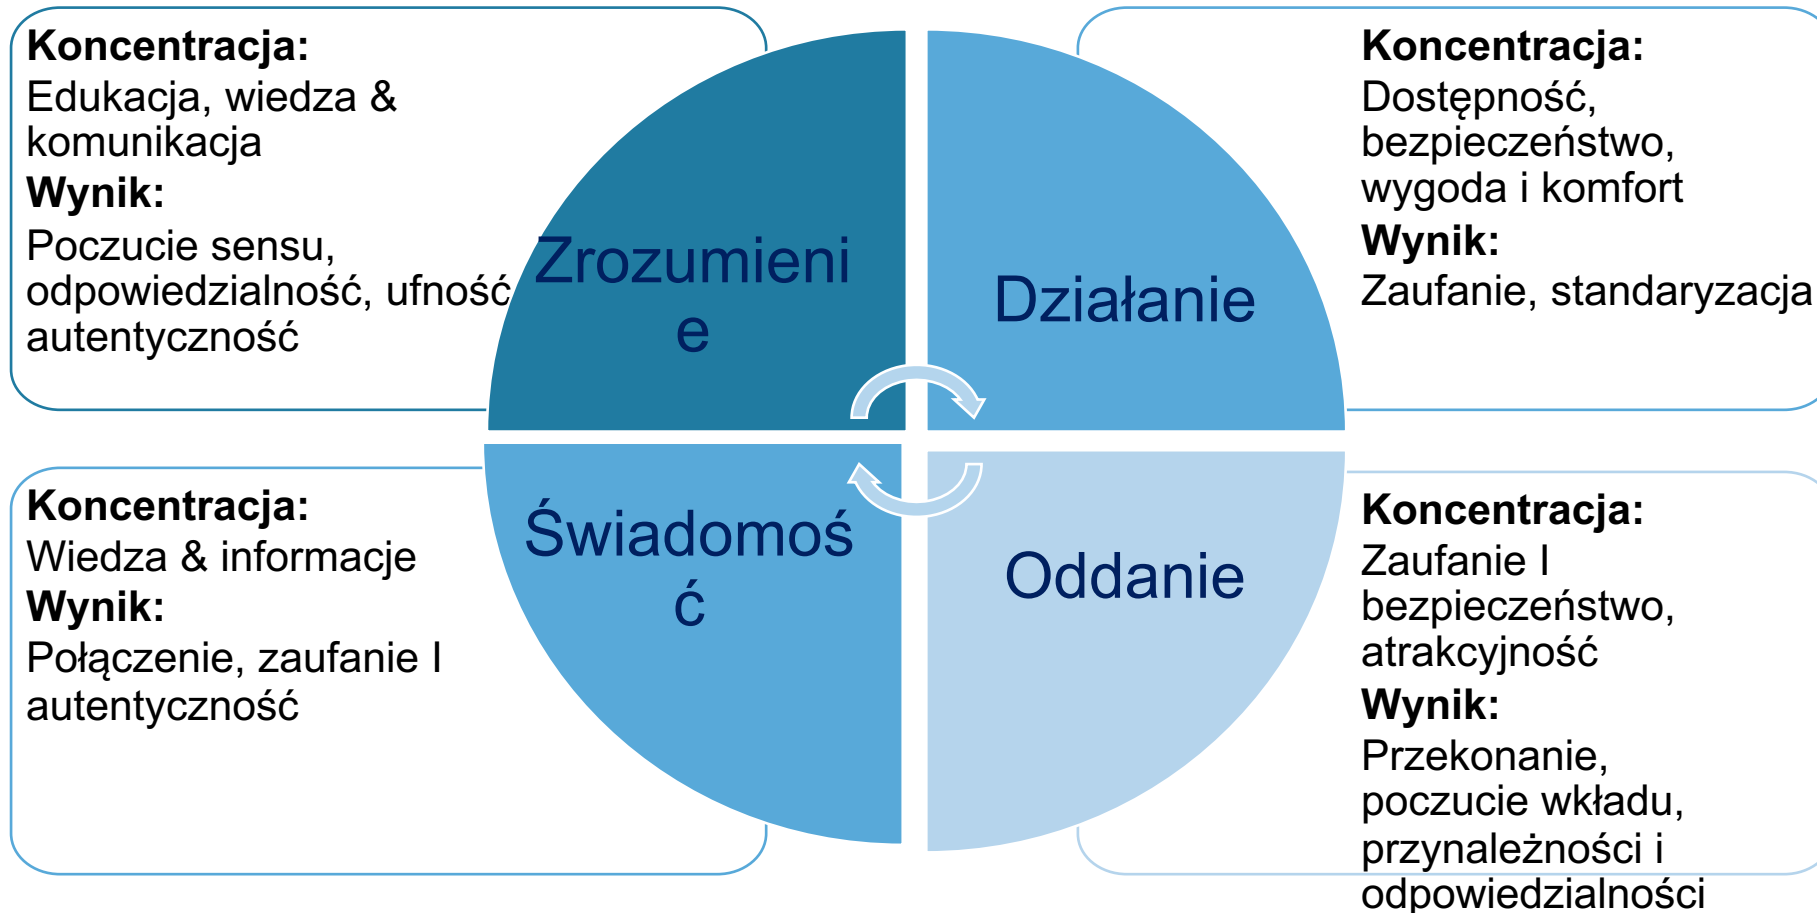 Koncentracja:
Edukacja, wiedza &
komunikacja
Wynik:
Poczucie sensu,
odpowiedzialność, ufność
autentyczność
Zrozumieni
e
Działanie
Koncentracja:
Dostępność,
bezpieczeństwo,
wygoda i komfort
Wynik:
Zaufanie, standaryzacja
Koncentracja:
Wiedza & informacje
Wynik:
Połączenie, zaufanie I
autentyczność
Świadomoś
ć
Oddanie
Koncentracja:
Zaufanie I
bezpieczeństwo,
atrakcyjność
Wynik:
Przekonanie,
poczucie wkładu,
przynależności i
odpowiedzialności